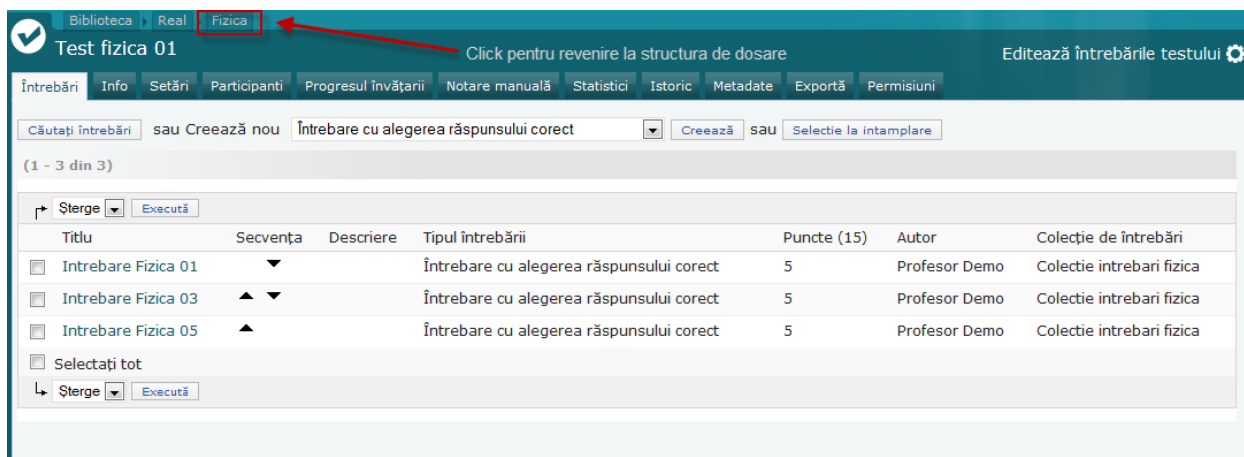 Biblioteca Real Fizica
Test fizica 01
Click pentru revenire la structura de dosare
Editează întrebările testului
Întrebări Info Setări Participanti Progresul învățarii Notare manuală Statistici Istoric Metadate Exportă Permisiuni
Căutați întrebări sau Creează nou Întrebare cu alegerea răspunsului corect Creează sau Selectie la intamplare
(1 - 3 din 3)
Șterge Execută
Titlu Secvența Descriere Tipul întrebării Puncte (15) Autor Colecție de întrebări
Intrebare Fizica 01 Întrebare cu alegerea răspunsului corect 5 Profesor Demo Colectie intrebari fizica
Intrebare Fizica 03 Întrebare cu alegerea răspunsului corect 5 Profesor Demo Colectie intrebari fizica
Intrebare Fizica 05 Întrebare cu alegerea răspunsului corect 5 Profesor Demo Colectie intrebari fizica
Selectați tot
Șterge Execută